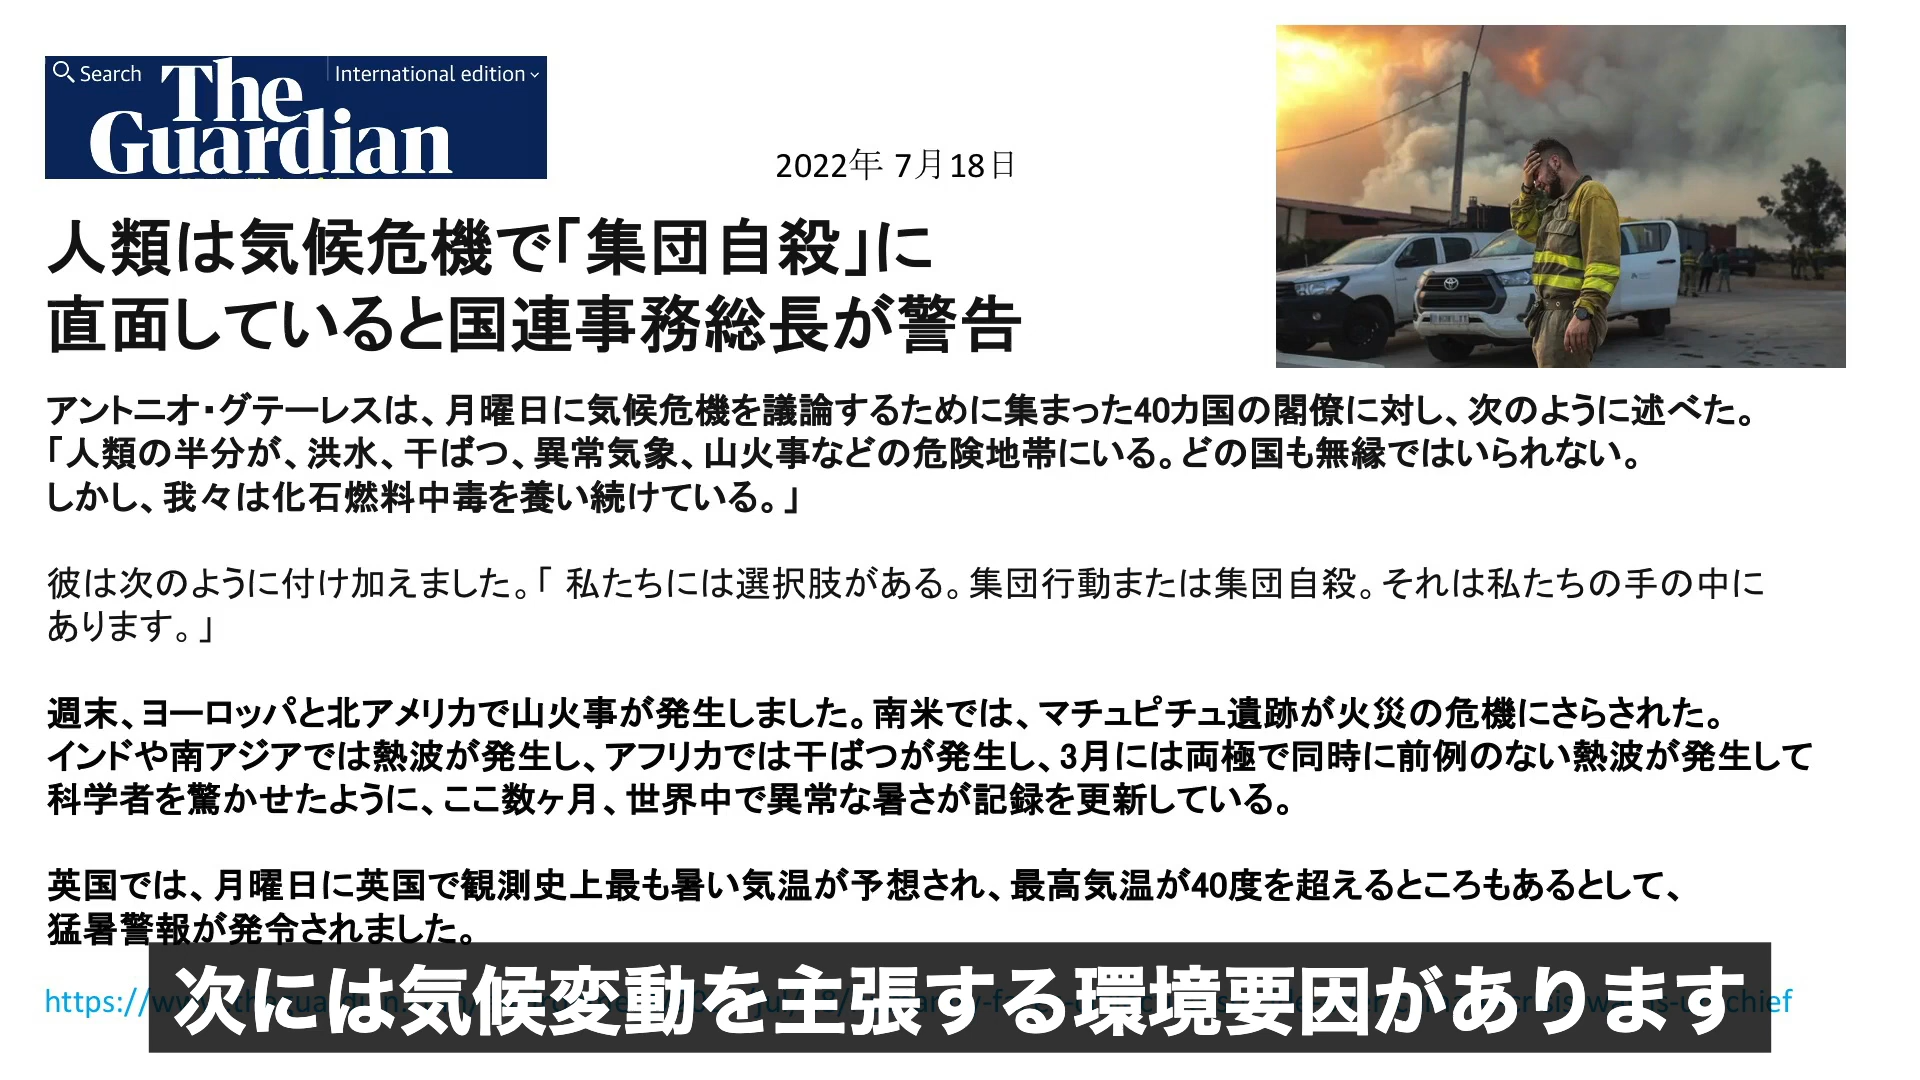 Search
International edition
The
Guardian
2022年 7月18日
人類は気候危機で「集団自殺」に
直面していると国連事務総長が警告
アントニオ・グテーレスは、月曜日に気候危機を議論するために集まった40カ国の閣僚に対し、次のように述べた。
「人類の半分が、洪水、干ばつ、異常気象、山火事などの危険地帯にいる。どの国も無縁ではいられない。
しかし、我々は化石燃料中毒を養い続けている。」
彼は次のように付け加えました。「 私たちには選択肢がある。集団行動または集団自殺。それは私たちの手の中に
あります。」
週末、ヨーロッパと北アメリカで山火事が発生しました。南米では、マチュピチュ遺跡が火災の危機にさらされた。
インドや南アジアでは熱波が発生し、アフリカでは干ばつが発生し、3月には両極で同時に前例のない熱波が発生して
科学者を驚かせたように、ここ数ヶ月、世界中で異常な暑さが記録を更新している。
英国では、月曜日に英国で観測史上最も暑い気温が予想され、最高気温が40度を超えるところもあるとして、
猛暑警報が発令されました。
https://
chief
次には気候変動を主張する環境要因があります